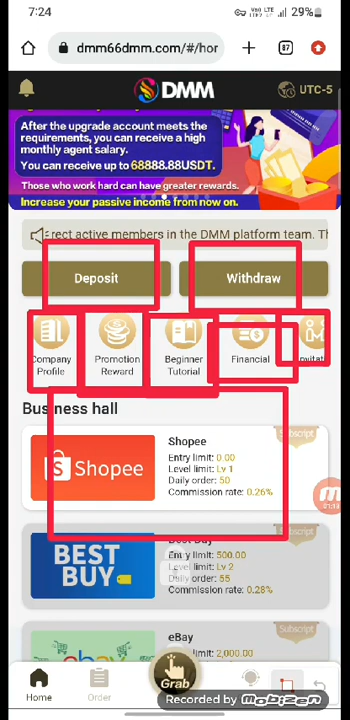 7:24
LTE
29%
dmm66dmm.com/#/hor
87
DMM
UTC-5
After the upgrade account meets the
requirements, you can receive a high
monthly agent salary.
You can receive up to 68888.88USDT.
Those who work hard can have greater rewards.
Increase your passive income from now on.
rect active members in the DMM platform team. Th
Deposit
Withdraw
Company
Profile
Promotion
Reward
Beginner
Tutorial
Financial
Business hall
Subscript
Shopee
Shopee
Entry limit: 0.00
Level limit: Lv 1
Daily order: 50
Commission rate: 0.26%
Subscript
BEST
BUY
Best Buy
Entry limit: 500.00
Level limit: Lv 2
Daily order: 55
Commission rate: 0.28%
Subscript
ebay
eBay
Entry limit: 2,000.00
Home
Order
Grab
Recorded by Mobizen